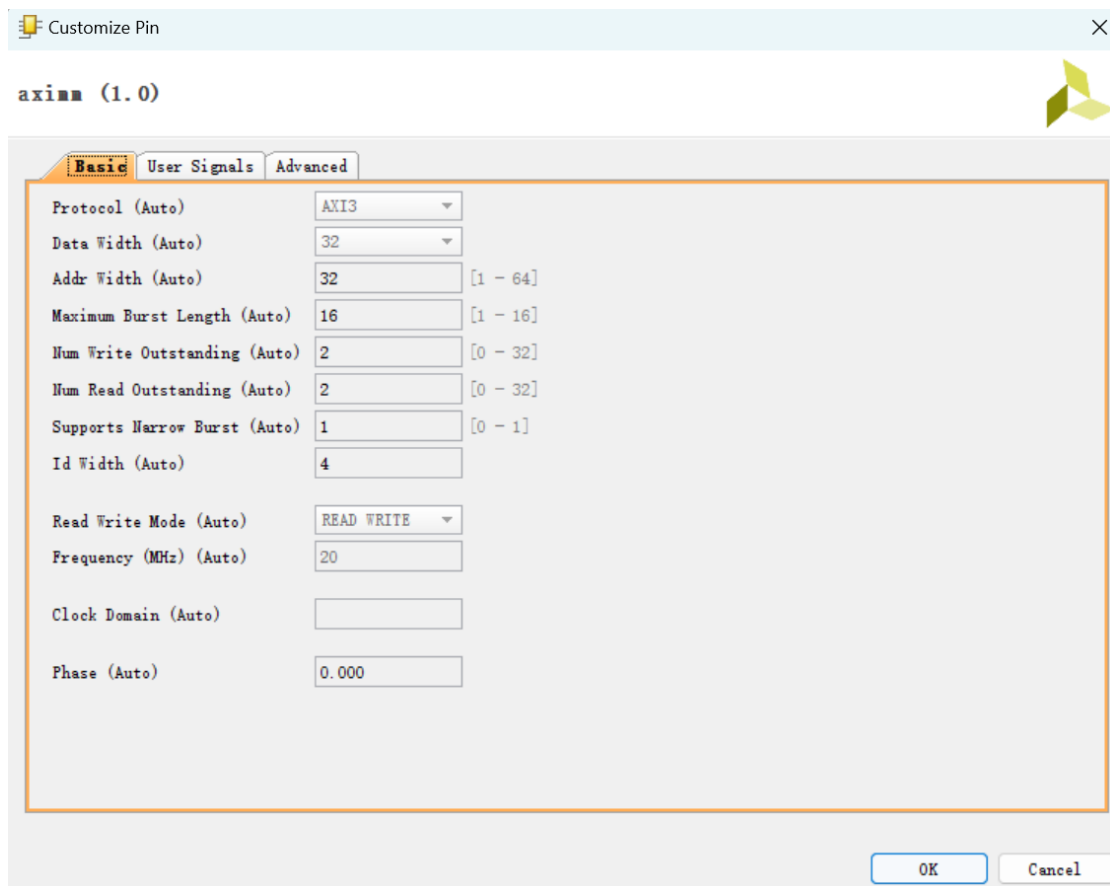 Customize Pin
aximm (1.0)
Basic User Signals Advanced
Protocol (Auto) AXI3
Data Width (Auto) 32
Addr Width (Auto) 32 [1 - 64]
Maximum Burst Length (Auto) 16 [1 - 16]
Num Write Outstanding (Auto) 2 [0 - 32]
Num Read Outstanding (Auto) 2 [0 - 32]
Supports Narrow Burst (Auto) 1 [0 - 1]
Id Width (Auto) 4
Read Write Mode (Auto) READ WRITE
Frequency (MHz) (Auto) 20
Clock Domain (Auto)
Phase (Auto) 0.000
OK Cancel